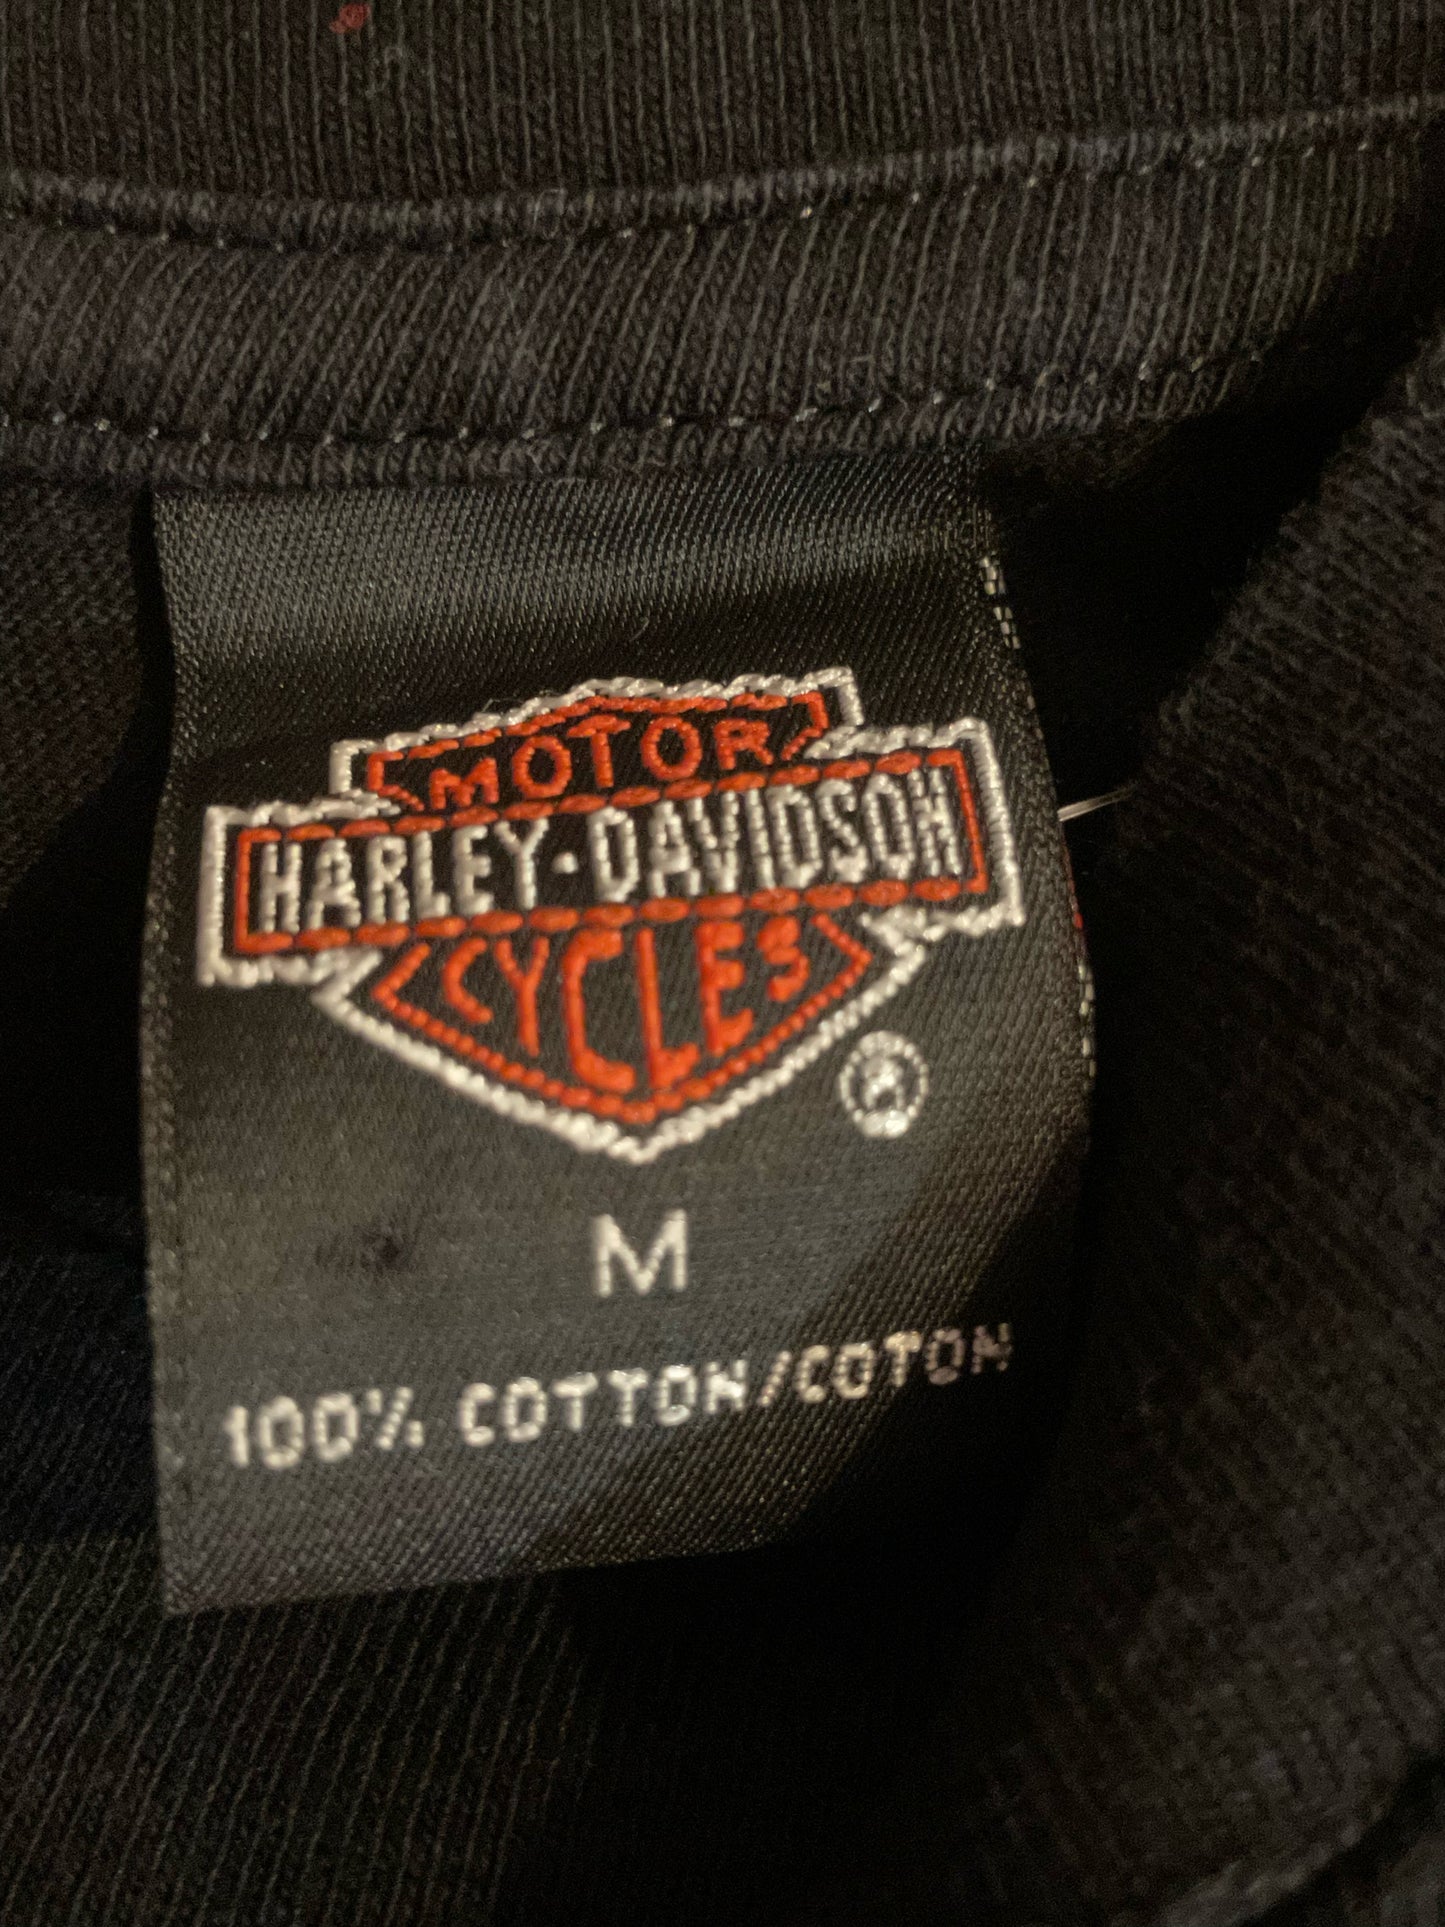 MOTOR
HARLEY-DAVIDSON
CYCLES
®
M
100% COTTON/COTON